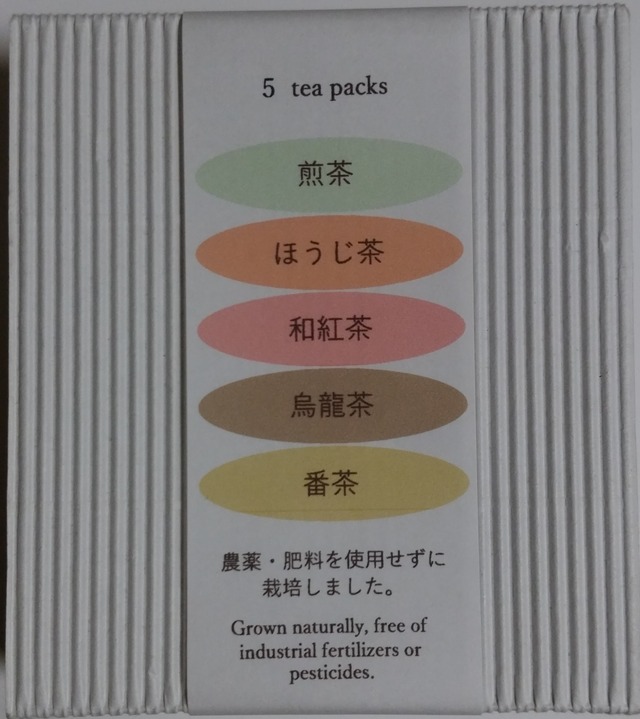 5 tea packs
煎茶
ほうじ茶
和紅茶
烏龍茶
番茶
農薬・肥料を使用せずに
栽培しました。
Grown naturally, free of
industrial fertilizers or
pesticides.